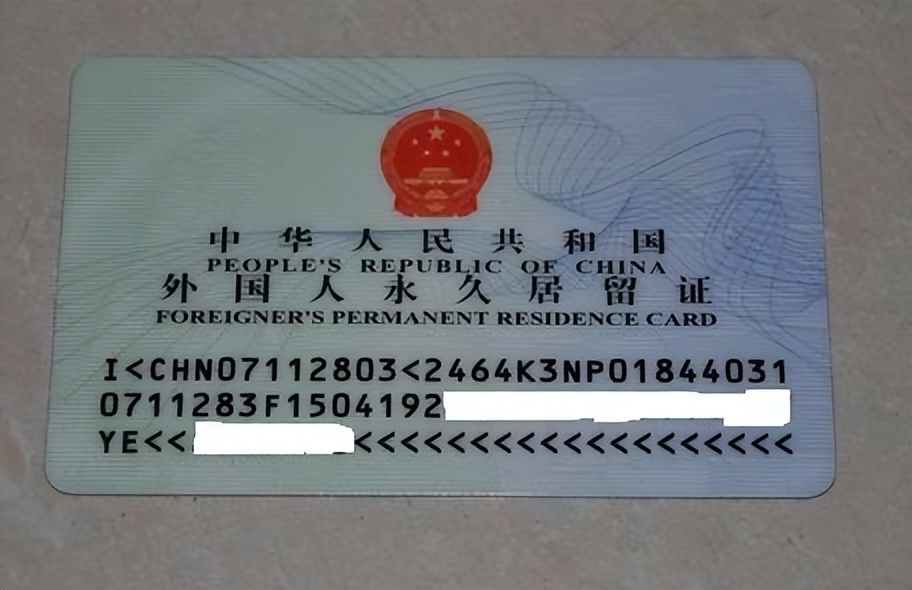 中华人民共和国
PEOPLE'S REPUBLIC OF CHINA
外国人永久居留证
FOREIGNER'S PERMANENT RESIDENCE CARD
I<CHN07112803<2464K3NP01844031
0711283F1504192
YE<<<<<<<<<<<<<<<<<<<<<